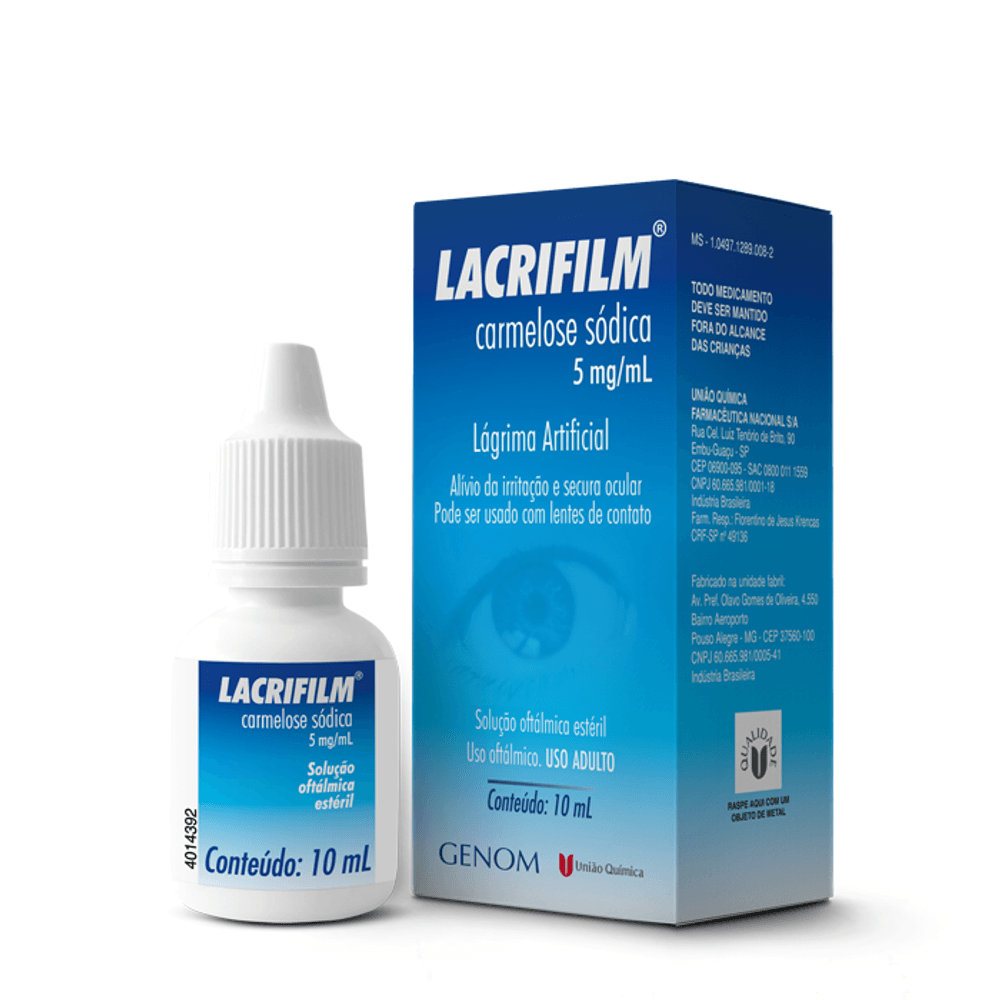 LACRIFILM®
carmelose sódica
5 mg/mL
Lágrima Artificial
Alívio da irritação e secura ocular
Pode ser usado com lentes de contato
Solução oftálmica estéril
Uso oftálmico. USO ADULTO
Conteúdo: 10 mL
GENOM
União Química
MS - 1.0497.1289.008-2
TODO MEDICAMENTO
DEVE SER MANTIDO
FORA DO ALCANCE
DAS CRIANÇAS
UNIÃO QUÍMICA
FARMACÊUTICA NACIONAL S/A
Rua Cel. Luiz Tenório de Brito, 90
Embu-Guaçu - SP
CEP 06900-095 - SAC 0800 011 1559
CNPJ 60.665.981/0001-18
Indústria Brasileira
Farm. Resp.: Florentino de Jesus Krencas
CRF-SP nº 49136
Fabricado na unidade fabril:
Av. Pref. Olavo Gomes de Oliveira, 4.550
Bairro Aeroporto
Pouso Alegre - MG - CEP 37560-100
CNPJ 60.665.981/0005-41
Indústria Brasileira
QUALIDADE
RASPE AQUI COM UM
OBJETO DE METAL
LACRIFILM®
carmelose sódica
5 mg/mL
Solução
oftálmica
estéril
4014392
Conteúdo: 10 mL